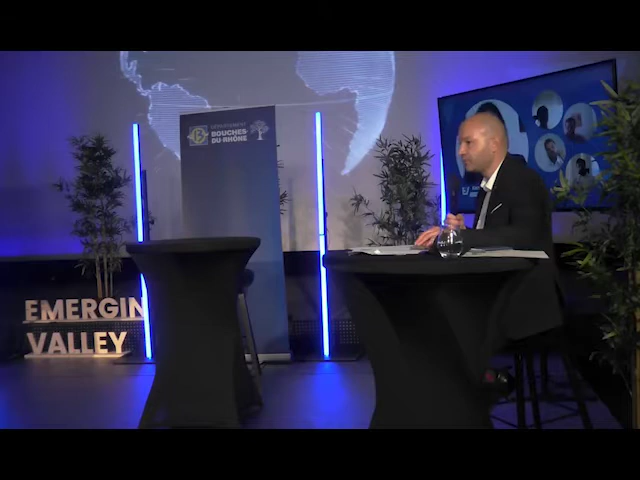 DÉPARTEMENT
BOUCHES-
DU-RHÔNE
EMERGIN
VALLEY